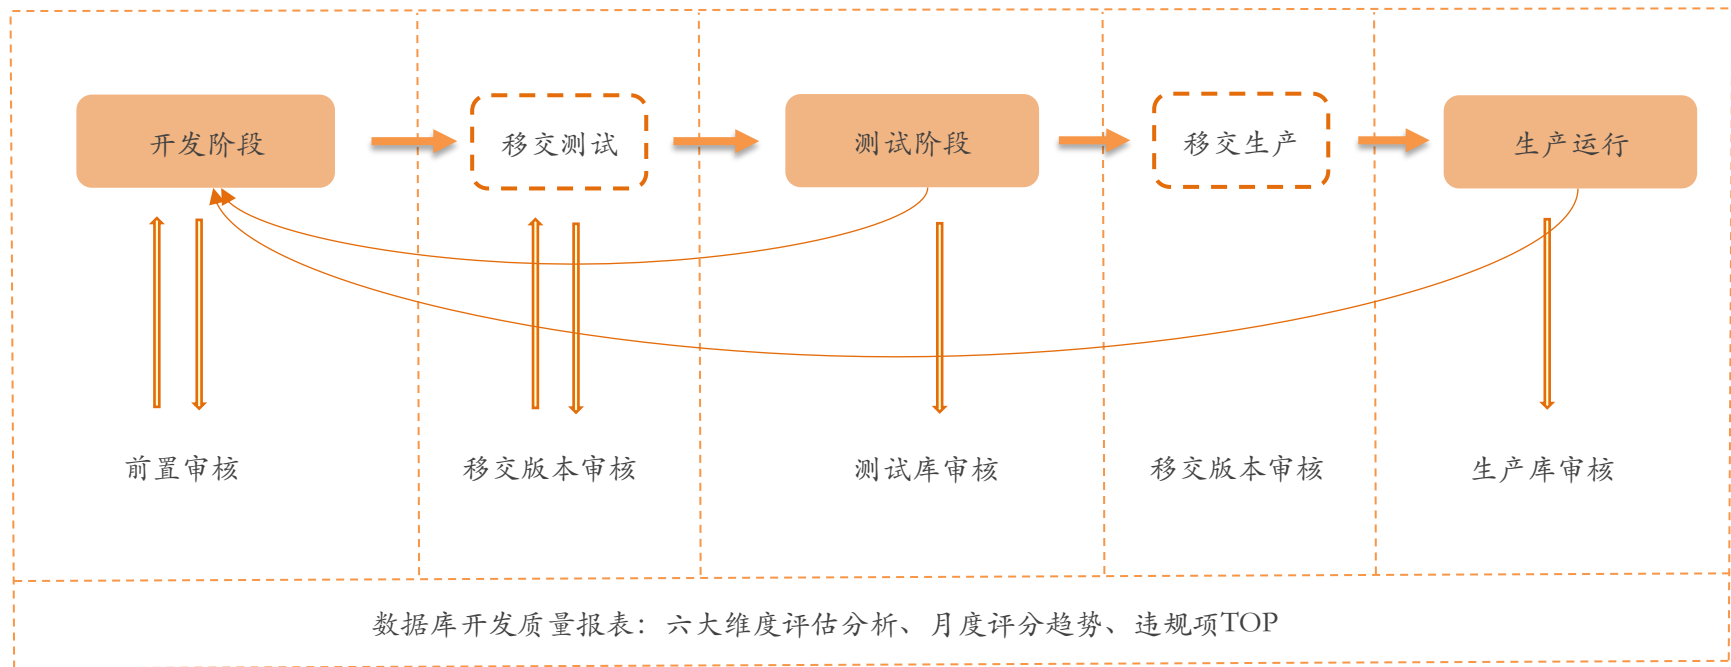 开发阶段
移交测试
测试阶段
移交生产
生产运行
前置审核
移交版本审核
测试库审核
移交版本审核
生产库审核
数据库开发质量报表：六大维度评估分析、月度评分趋势、违规项TOP